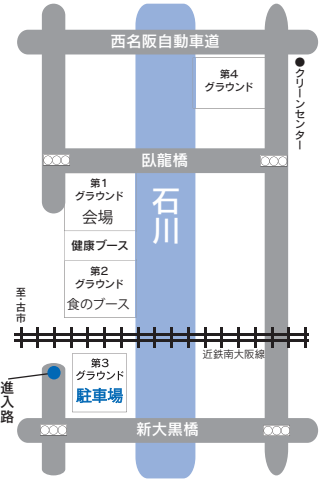 西名阪自動車道
第4
グラウンド
クリーンセンター
臥龍橋
第1
グラウンド
会場
石川
健康ブース
第2
グラウンド
食のブース
至・古市
近鉄南大阪線
第3
グラウンド
駐車場
進入路
新大黒橋